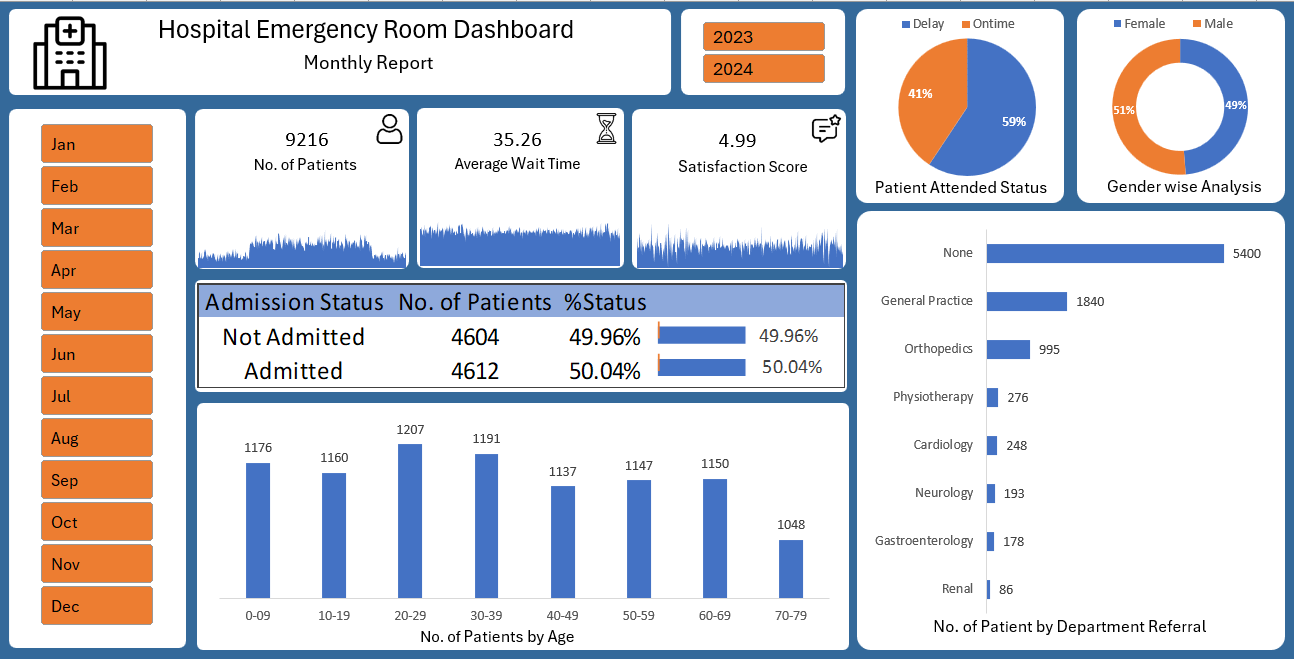 Hospital Emergency Room Dashboard
Monthly Report
2023
2024
Jan
Feb
Mar
Apr
May
Jun
Jul
Aug
Sep
Oct
Nov
Dec
9216
No. of Patients
35.26
Average Wait Time
4.99
Satisfaction Score
Delay Ontime
41%
59%
Patient Attended Status
Female Male
51%
49%
Gender wise Analysis
Admission Status No. of Patients %Status
Not Admitted 4604 49.96% 49.96%
Admitted 4612 50.04% 50.04%
1176 1160 1207 1191 1137 1147 1150 1048
0-09 10-19 20-29 30-39 40-49 50-59 60-69 70-79
No. of Patients by Age
None 5400
General Practice 1840
Orthopedics 995
Physiotherapy 276
Cardiology 248
Neurology 193
Gastroenterology 178
Renal 86
No. of Patient by Department Referral